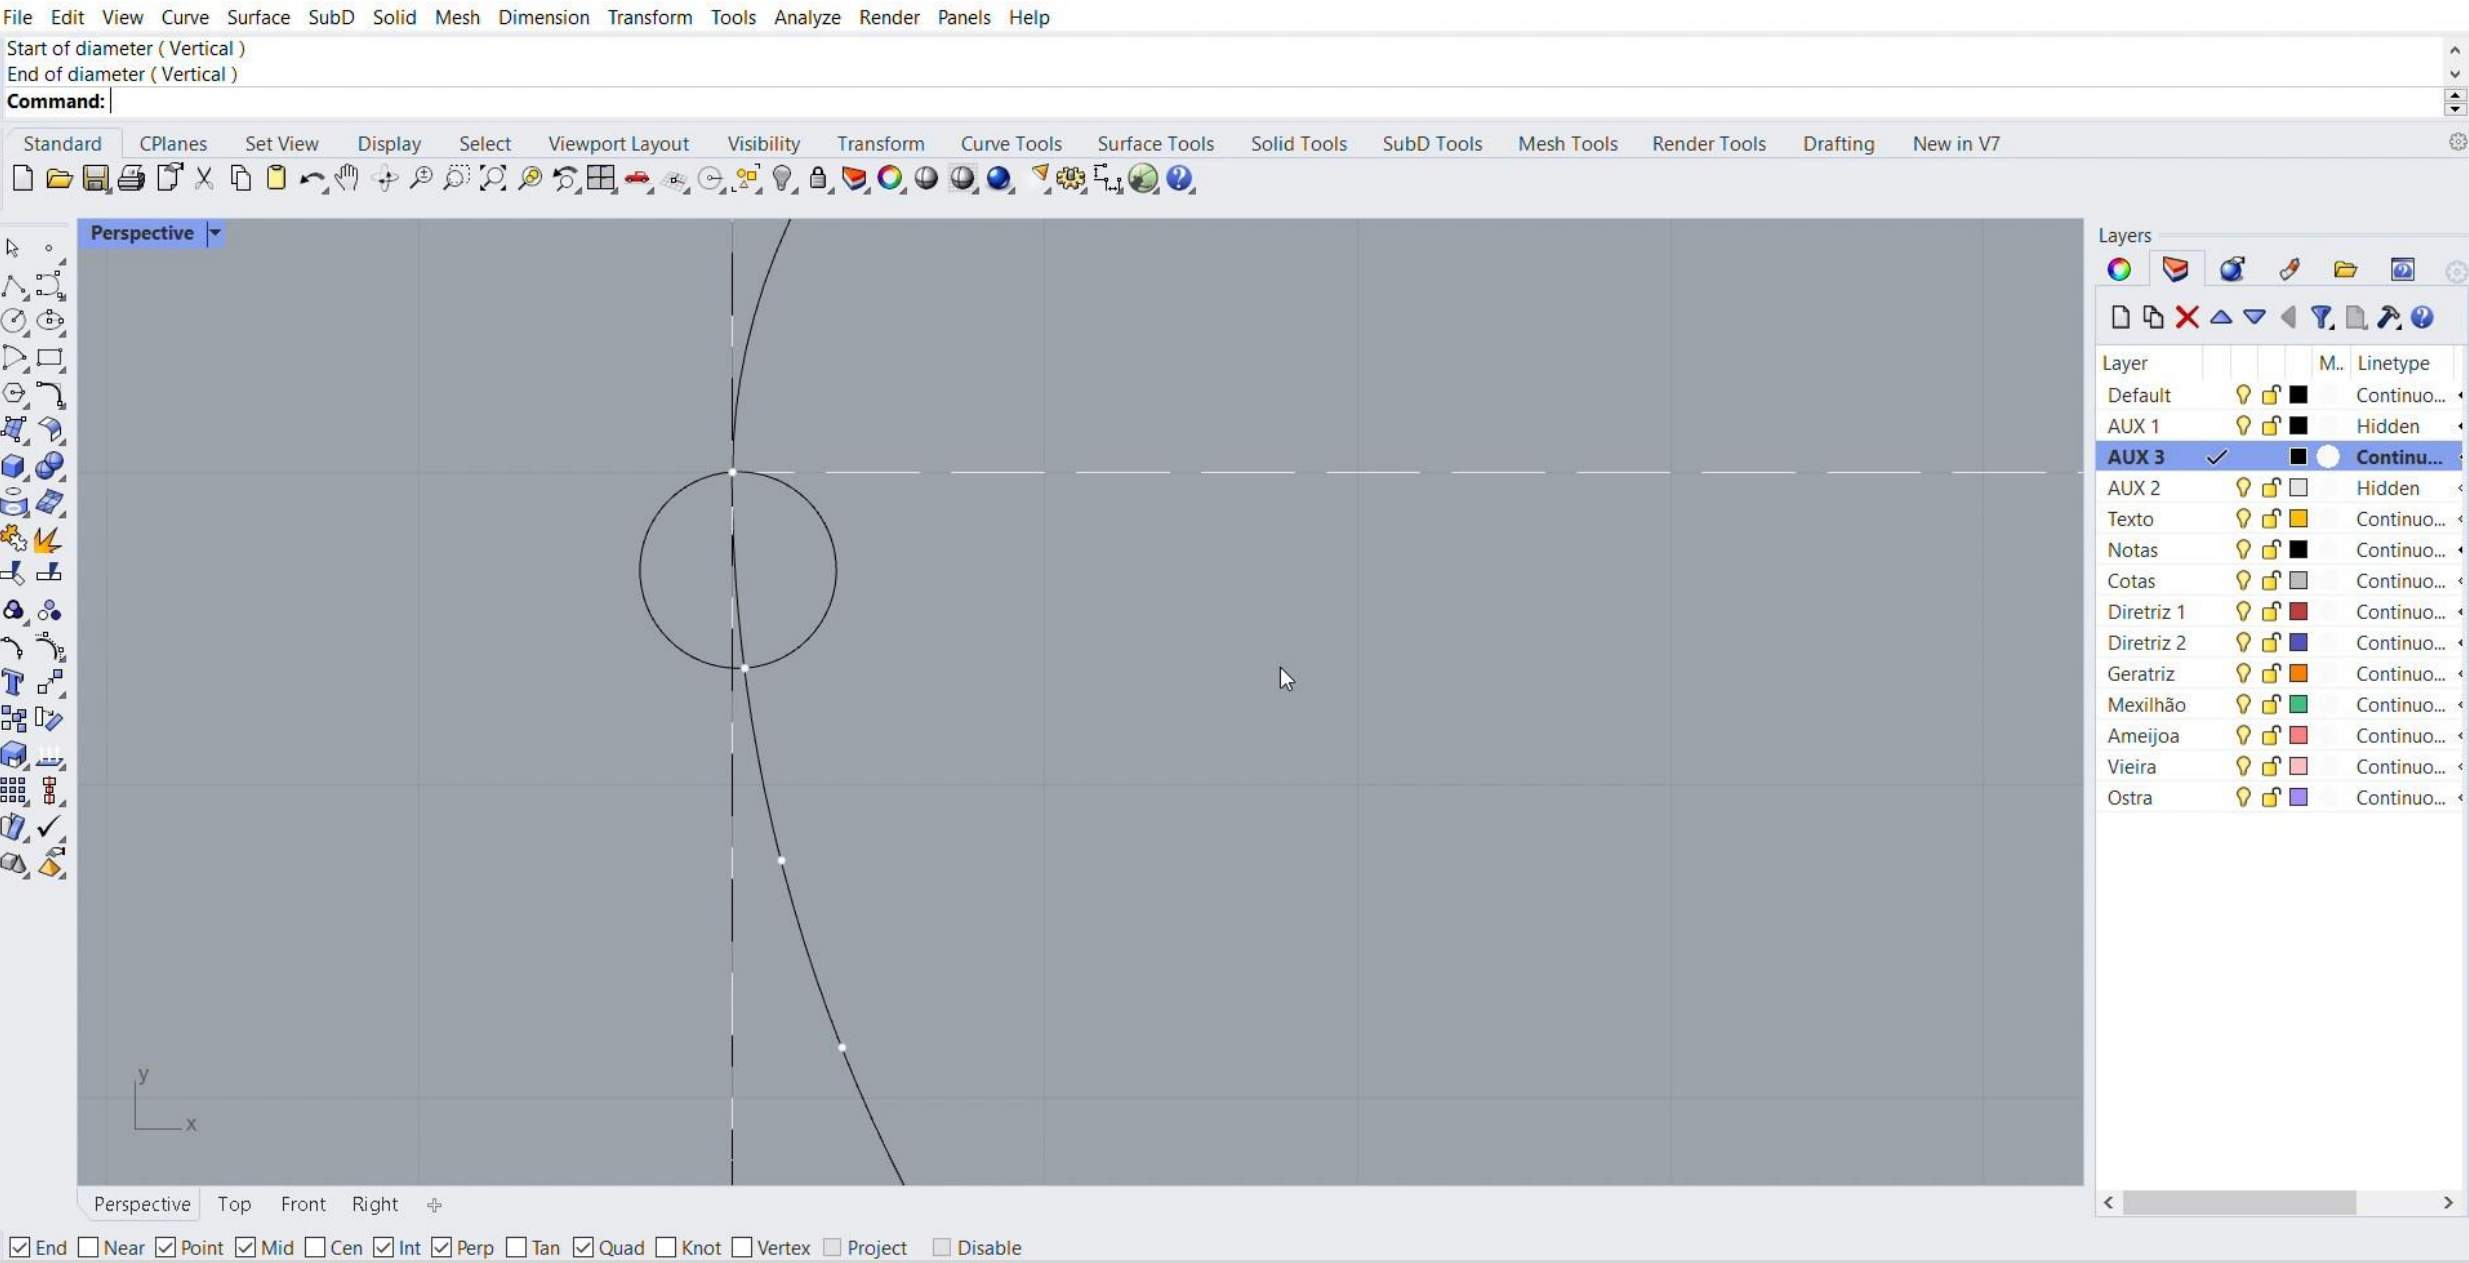 File Edit View Curve Surface SubD Solid Mesh Dimension Transform Tools Analyze Render Panels Help
Start of diameter ( Vertical )
End of diameter ( Vertical )
Command:
Standard CPlanes Set View Display Select Viewport Layout Visibility Transform Curve Tools Surface Tools Solid Tools SubD Tools Mesh Tools Render Tools Drafting New in V7
Perspective
y
x
Perspective Top Front Right
End Near Point Mid Cen Int Perp Tan Quad Knot Vertex Project Disable
Layers
Layer M.. Linetype
Default Continuo...
AUX 1 Hidden
AUX 3 Continu...
AUX 2 Hidden
Texto Continuo...
Notas Continuo...
Cotas Continuo...
Diretriz 1 Continuo...
Diretriz 2 Continuo...
Geratriz Continuo...
Mexilhão Continuo...
Ameijoa Continuo...
Vieira Continuo...
Ostra Continuo...